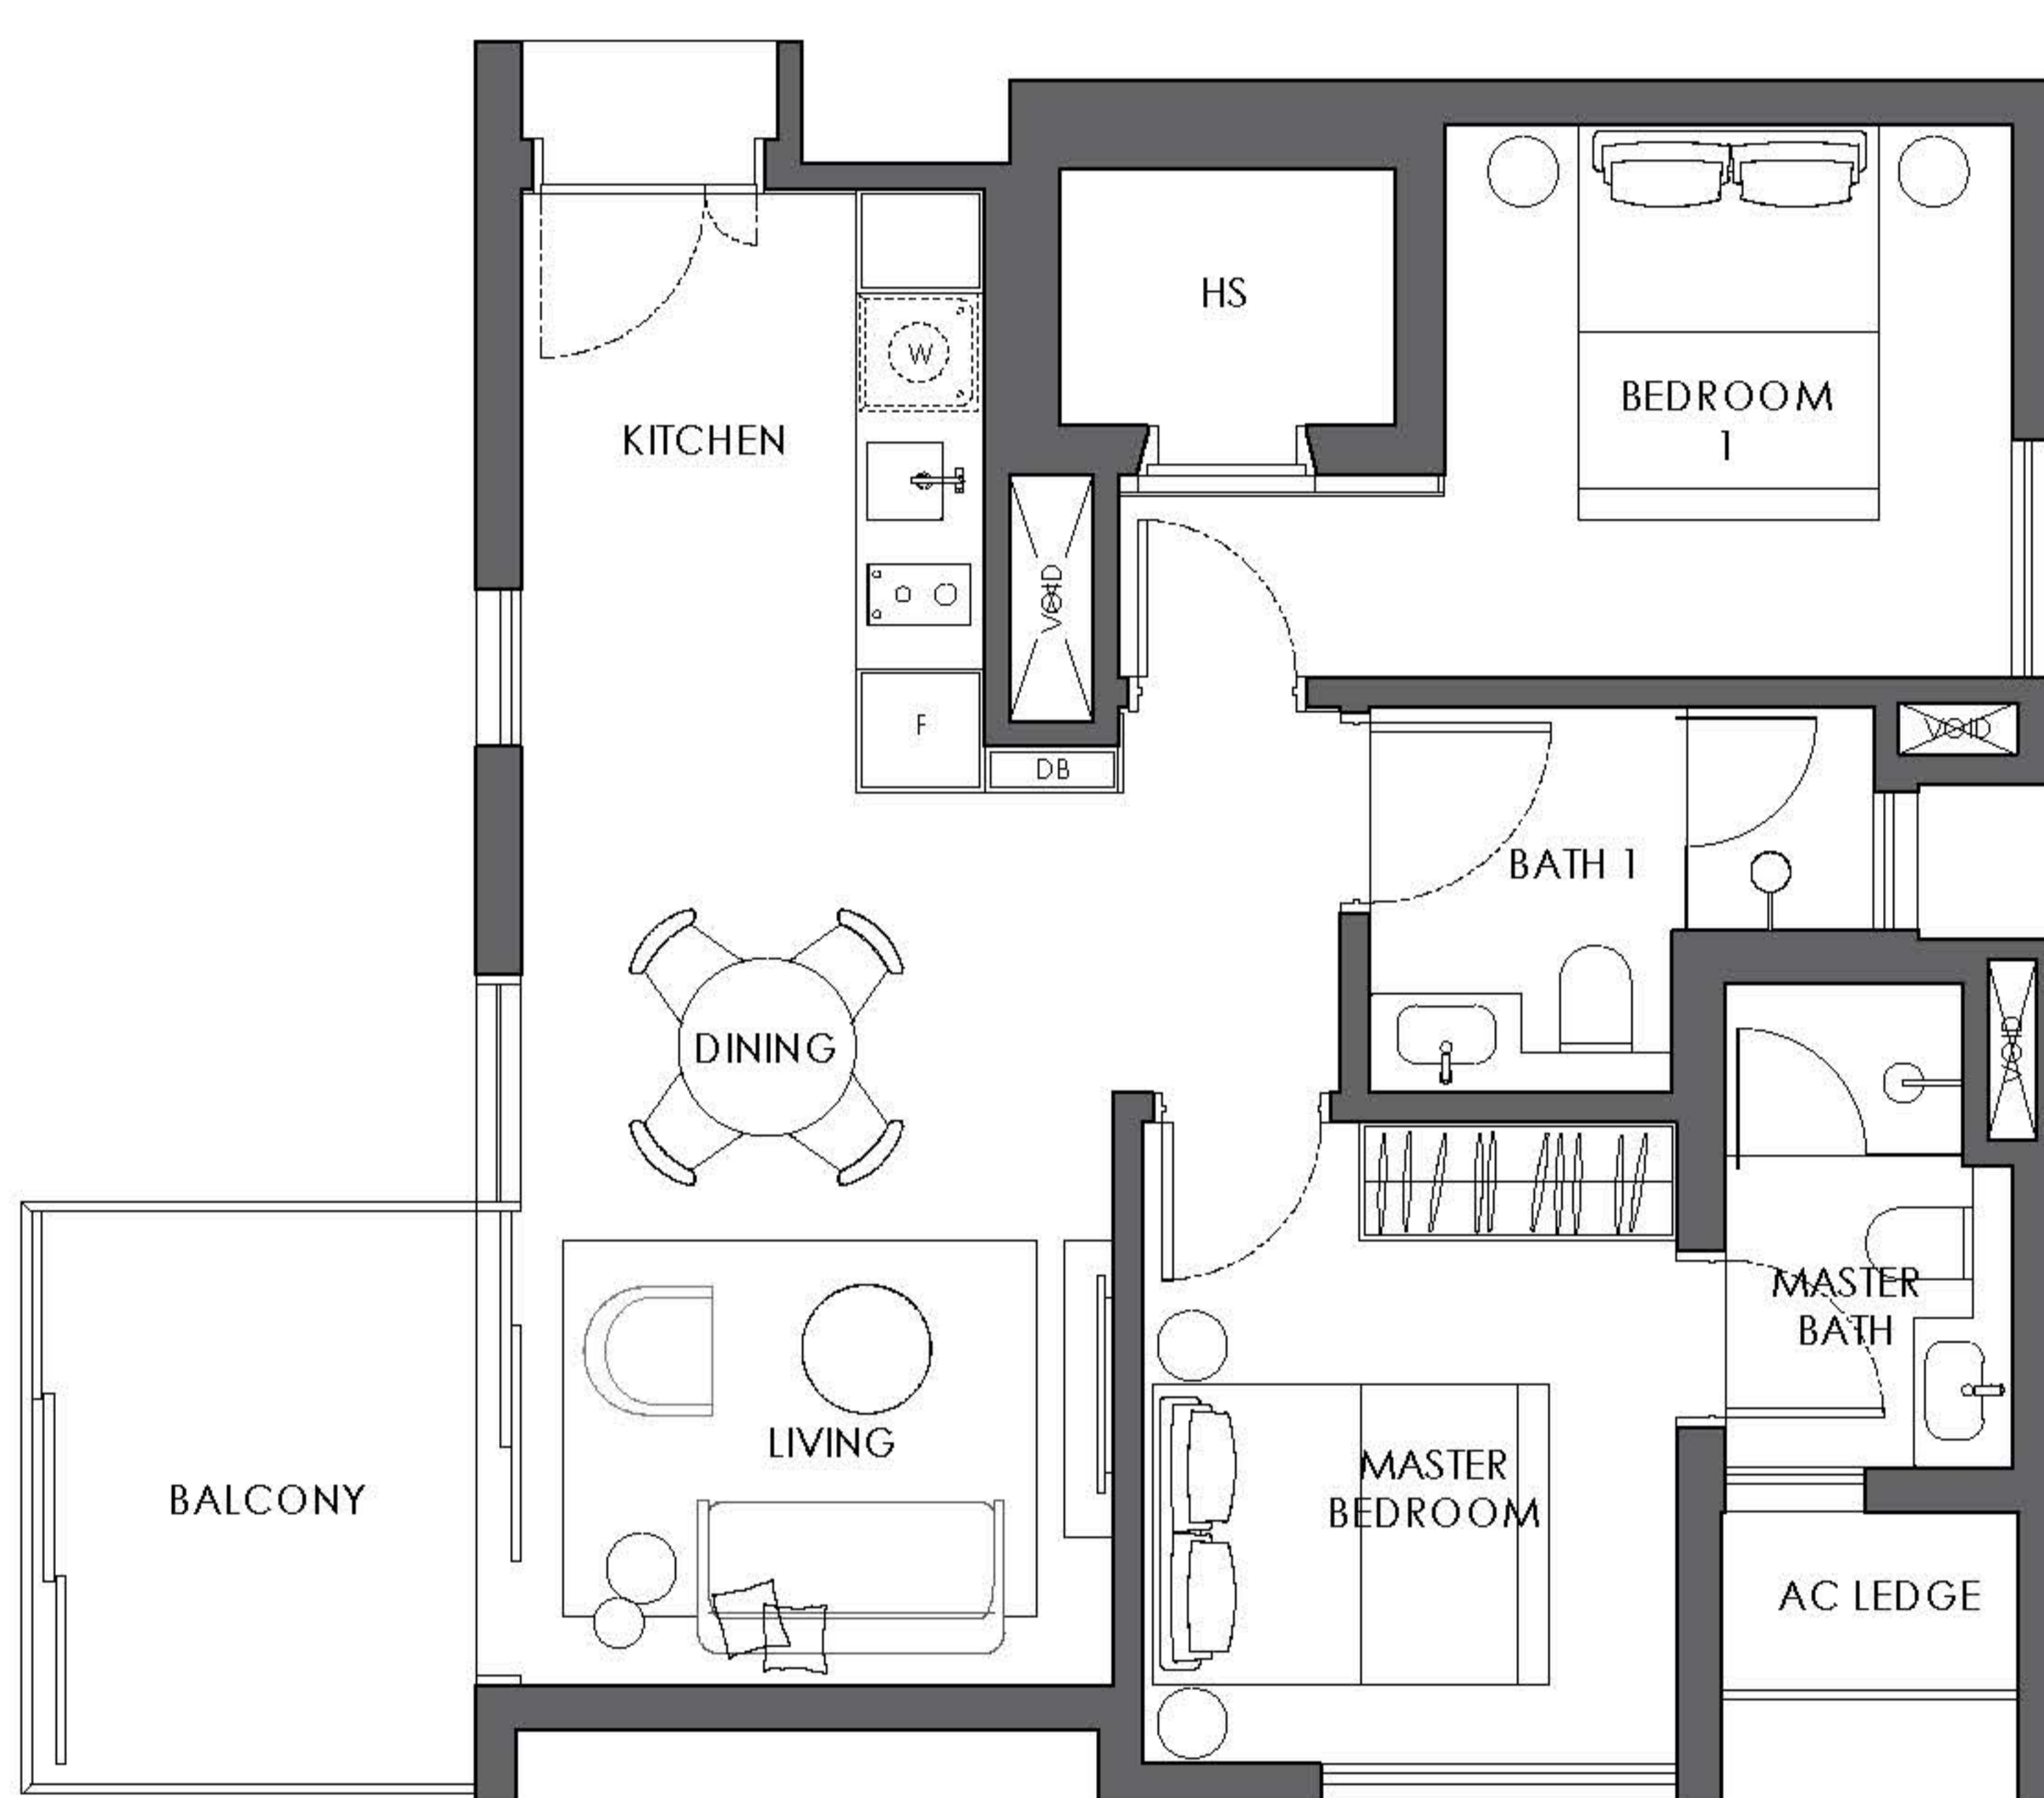 HS
W
BEDROOM
1
KITCHEN
VOID
F
DB
VOID
BATH 1
DINING
VOID
MASTER
BATH
LIVING
MASTER
BEDROOM
BALCONY
AC LEDGE